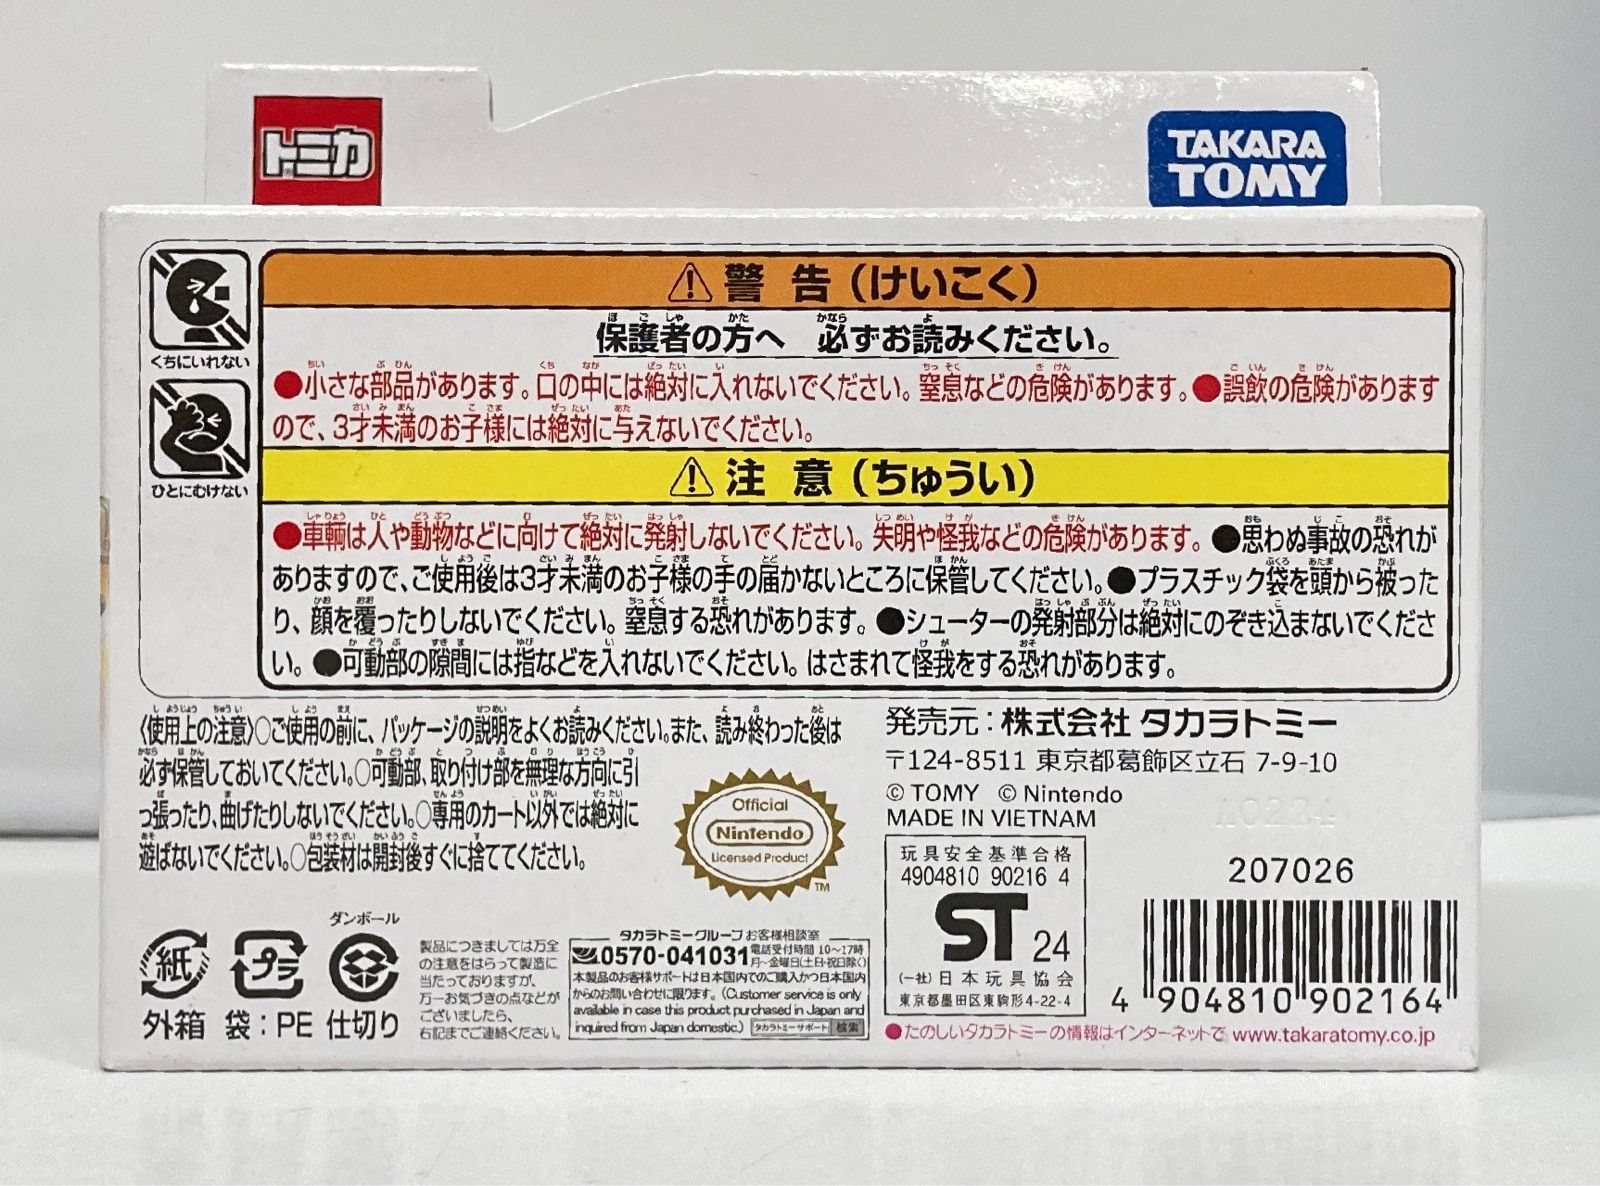 トミカ
TAKARA TOMY
くちにいれない
ひとにむけない
⚠警告（けいこく）
保護者の方へ 必ずお読みください。
●小さな部品があります。口の中には絶対に入れないでください。窒息などの危険があります。●誤飲の危険があります
ので、3才未満のお子様には絶対に与えないでください。
⚠注意（ちゅうい）
●車輌は人や動物などに向けて絶対に発射しないでください。失明や怪我などの危険があります。●思わぬ事故の恐れが
ありますので、ご使用後は3才未満のお子様の手の届かないところに保管してください。●プラスチック袋を頭から被った
り、顔を覆ったりしないでください。窒息する恐れがあります。●シューターの発射部分は絶対にのぞき込まないでくださ
い。●可動部の隙間には指などを入れないでください。はさまれて怪我をする恐れがあります。
〈使用上の注意〉○ご使用の前に、パッケージの説明をよくお読みください。また、読み終わった後は
必ず保管しておいてください。○可動部、取り付け部を無理な方向に引
っ張ったり、曲げたりしないでください。○専用のカート以外では絶対に
遊ばないでください。○包装材は開封後すぐに捨ててください。
Official
Nintendo
Licensed Product
TM
発売元：株式会社 タカラトミー
〒124-8511 東京都葛飾区立石 7-9-10
© TOMY © Nintendo
MADE IN VIETNAM
玩具安全基準合格
4904810 90216 4
ST 24
(一社)日本玩具協会
東京都墨田区東駒形4-22-4
207026
4 904810 902164
紙
外箱
プラ
袋：PE
ダンボール
仕切り
製品につきましては万全
の注意をはらって製造に
当たっておりますが、
万一お気づきの点などが
ございましたら、
右記までご連絡ください。
タカラトミーグループお客様相談室
0570-041031 電話受付時間 10〜17時
月〜金曜日(土日・祝日除く)
本製品のお客様サポートは日本国内でのご購入かつ日本国内
からのお問い合わせに限ります。(Customer service is only
available in case this product purchased in Japan and
inquired from Japan domestic.) タカラトミーサポート 検索
●たのしいタカラトミーの情報はインターネットで www.takaratomy.co.jp